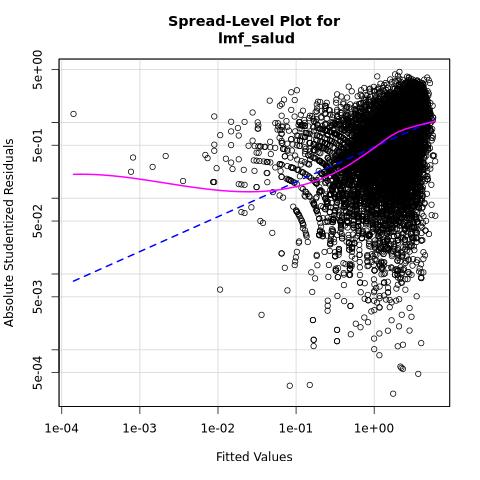 Spread-Level Plot for
lmf_salud
Absolute Studentized Residuals
5e+00
5e-01
5e-02
5e-03
5e-04
1e-04 1e-03 1e-02 1e-01 1e+00
Fitted Values